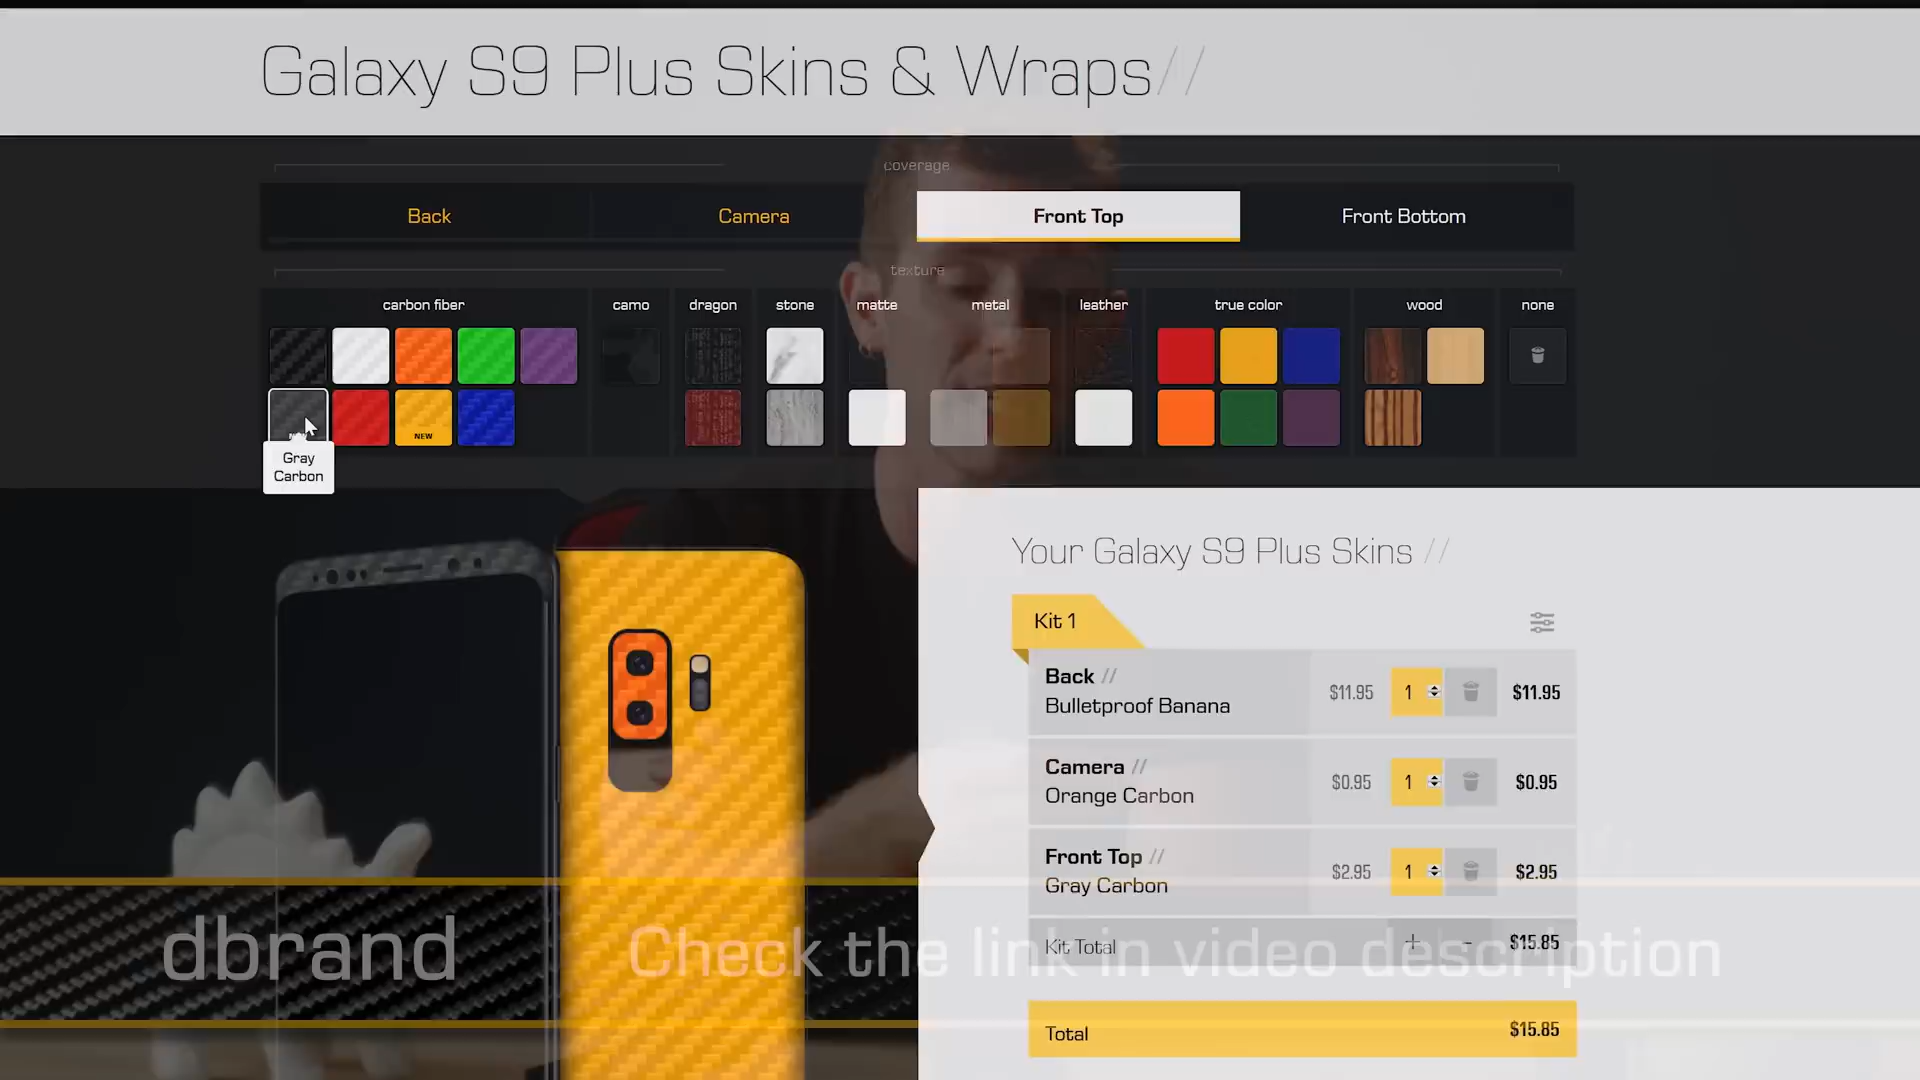 Galaxy S9 Plus Skins & Wraps//
coverage
Back
Camera
Front Top
Front Bottom
texture
carbon fiber
camo
dragon
stone
matte
metal
leather
true color
wood
none
NEW
Gray
Carbon
Your Galaxy S9 Plus Skins //
Kit 1
Back //
Bulletproof Banana
$11.95 1 $11.95
Camera //
Orange Carbon
$0.95 1 $0.95
Front Top //
Gray Carbon
$2.95 1 $2.95
Kit Total + - $15.85
dbrand
Check the link in video description
Total $15.85